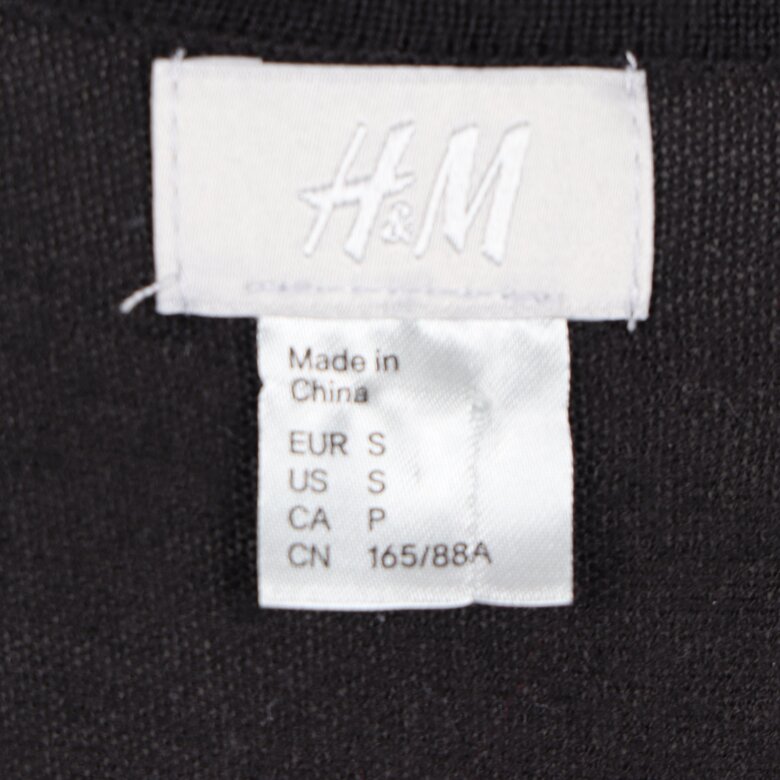 H&M
Made in
China
EUR S
US S
CA P
CN 165/88A